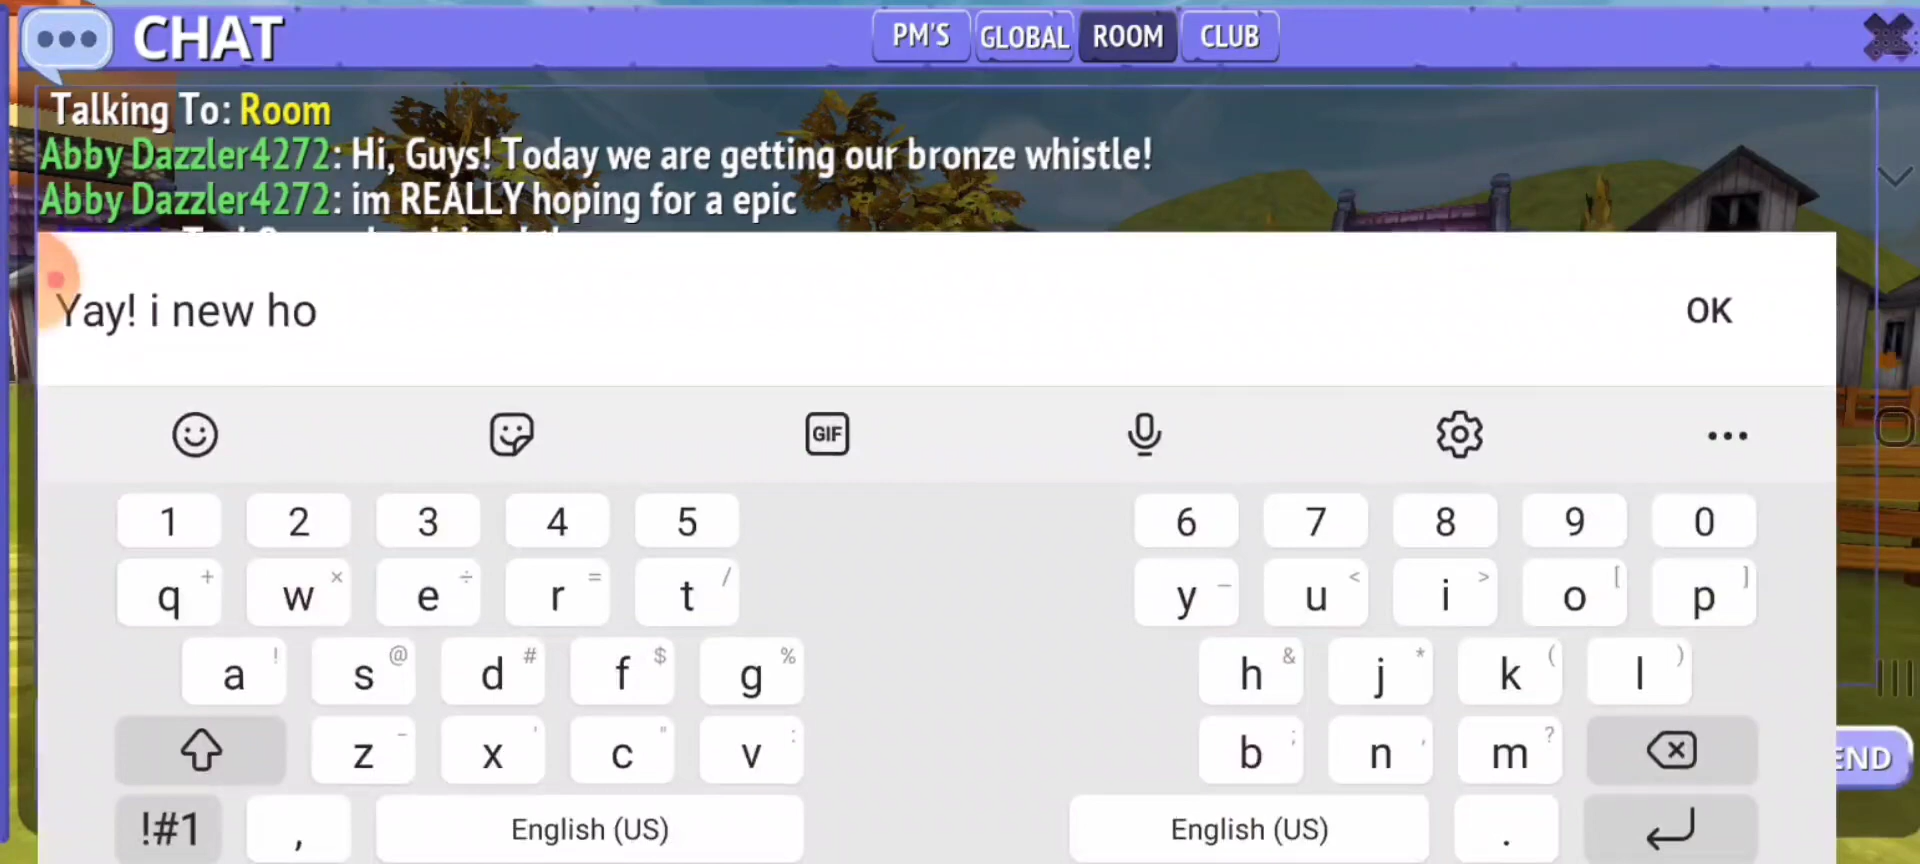 CHAT
PM'S GLOBAL ROOM CLUB
Talking To: Room
Abby Dazzler4272: Hi, Guys! Today we are getting our bronze whistle!
Abby Dazzler4272: im REALLY hoping for a epic
Yay! i new ho
OK
GIF
1 2 3 4 5 6 7 8 9 0
q + w × e ÷ r = t / y _ u < i > o [ p ]
a ! s @ d # f $ g % h & j * k ( l )
z - x ' c " v : b ; n , m ?
END
!#1 , English (US) English (US) .